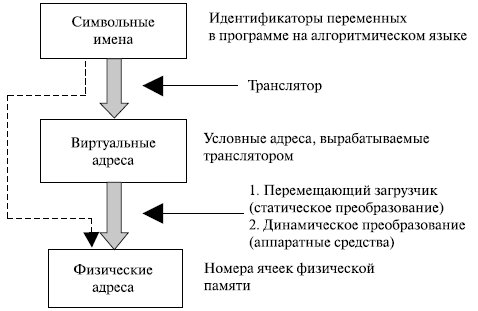 Символьные
имена
Идентификаторы переменных
в программе на алгоритмическом языке
Транслятор
Виртуальные
адреса
Условные адреса, вырабатываемые
транслятором
1. Перемещающий загрузчик
(статическое преобразование)
2. Динамическое преобразование
(аппаратные средства)
Физические
адреса
Номера ячеек физической
памяти